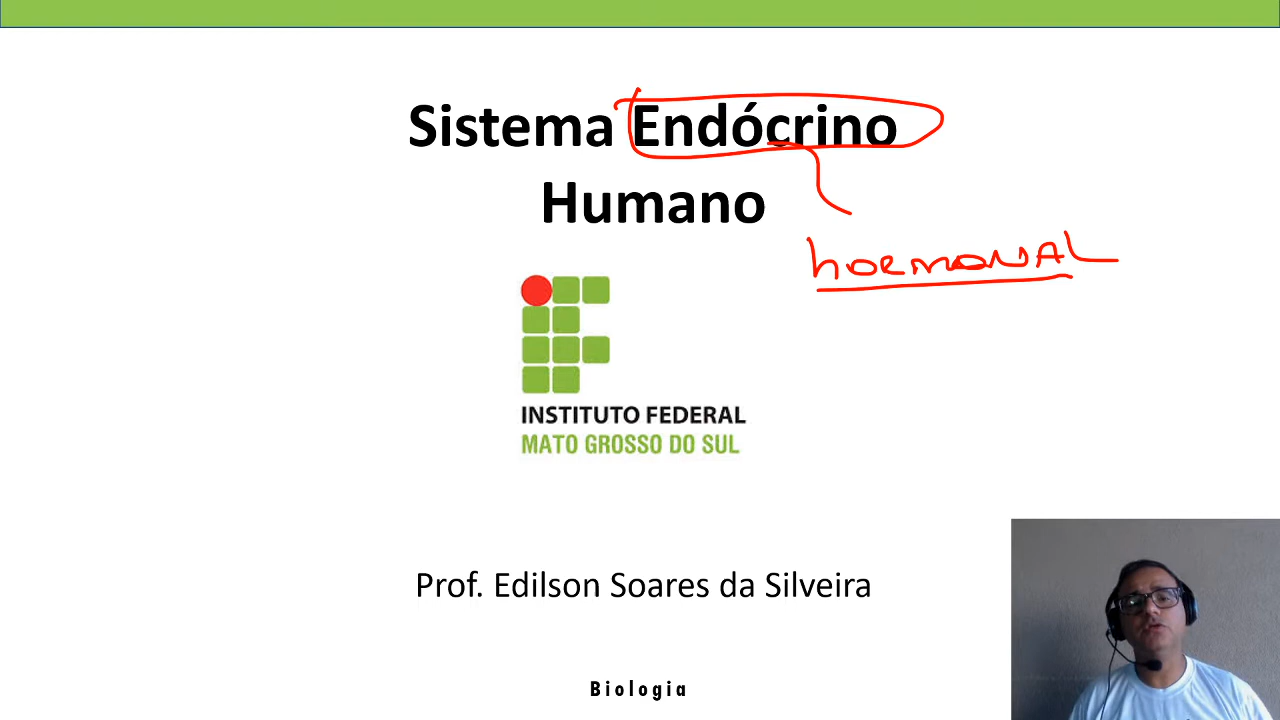 Sistema Endócrino
Humano
hormonal
INSTITUTO FEDERAL
MATO GROSSO DO SUL
Prof. Edilson Soares da Silveira
Biologia